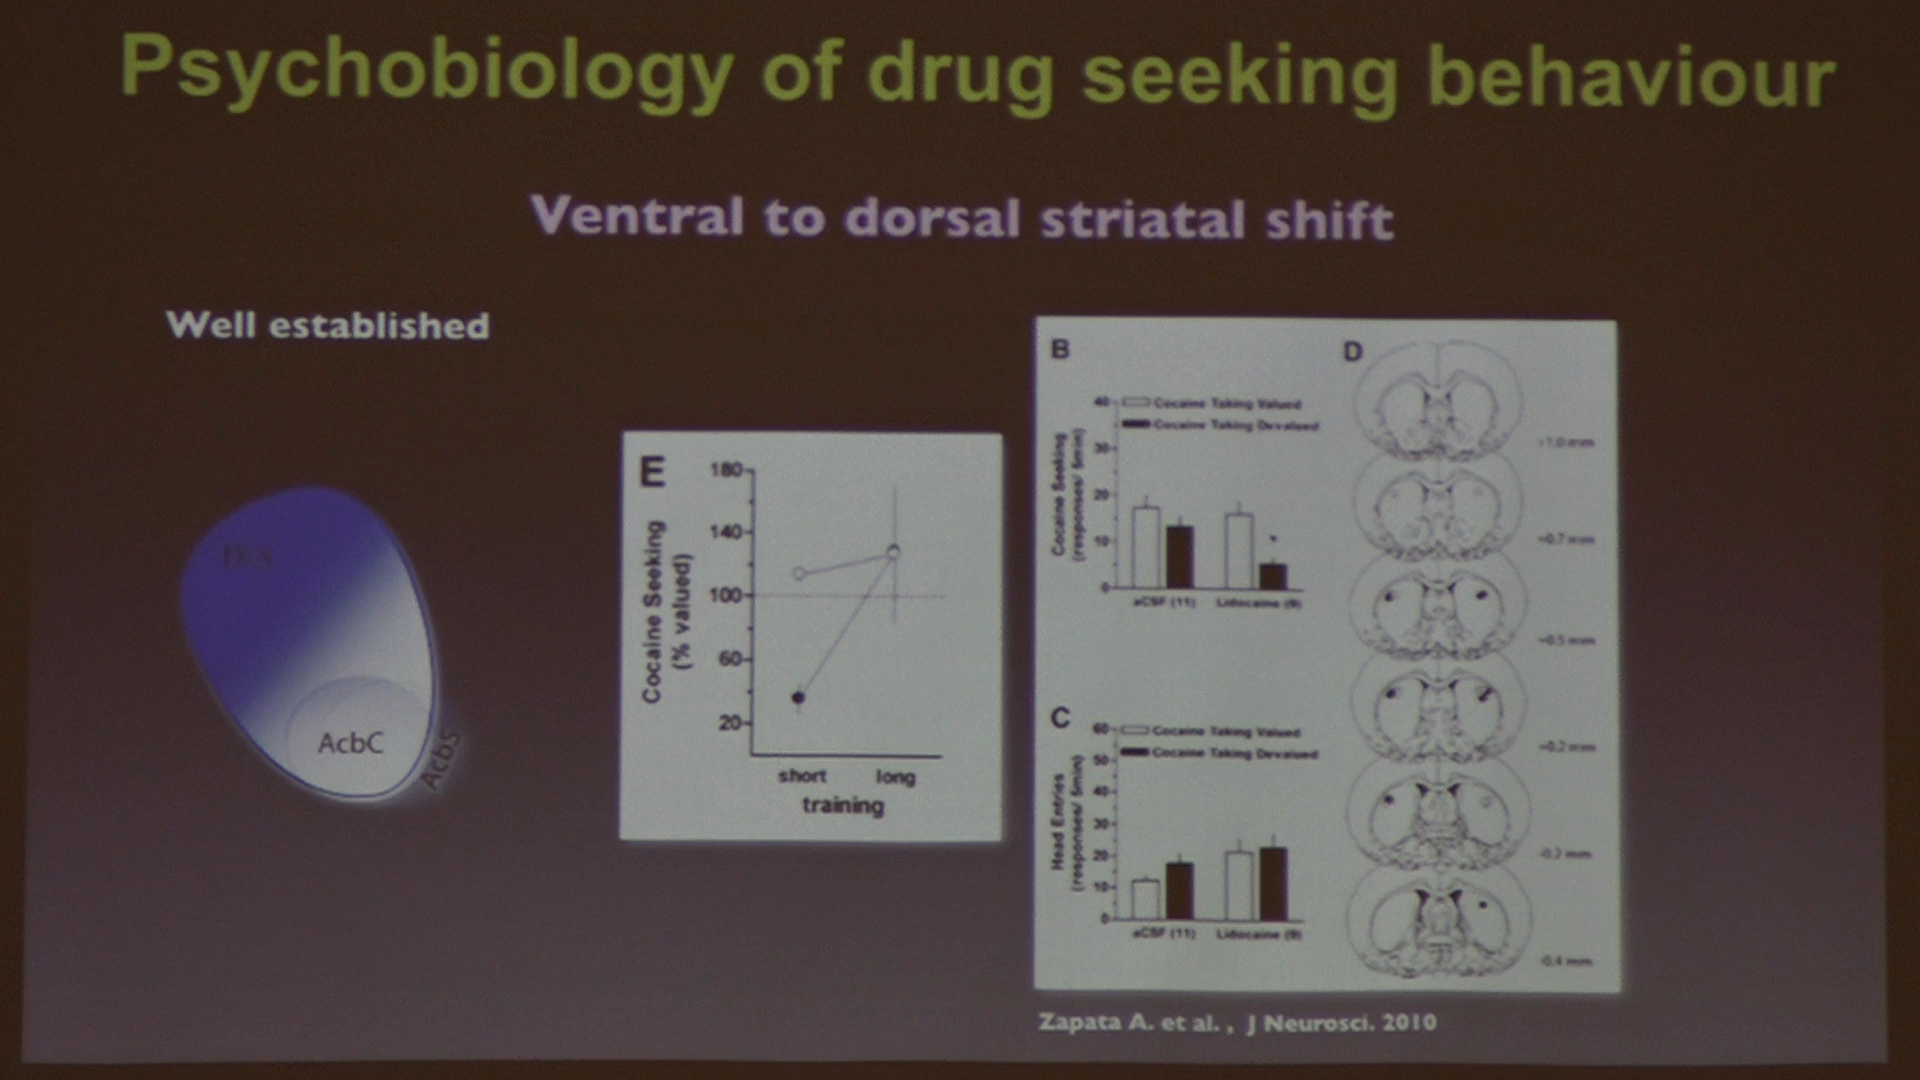 Psychobiology of drug seeking behaviour
Ventral to dorsal striatal shift
Well established
AcbC
AcbS
E
Cocaine Seeking
(% valued)
180
140
100
60
20
short long
training
B
Cocaine Taking Valued
Cocaine Taking Devalued
Cocaine Seeking
(responses/ 5min)
40
30
20
10
0
*
aCSF (11) Lidocaine (9)
C
Cocaine Taking Valued
Cocaine Taking Devalued
Head Entries
(responses/ 5min)
60
50
40
30
20
10
0
aCSF (11) Lidocaine (9)
D
+1.0 mm
+0.7 mm
+0.5 mm
+0.2 mm
-0.4 mm
Zapata A. et al., J Neurosci. 2010